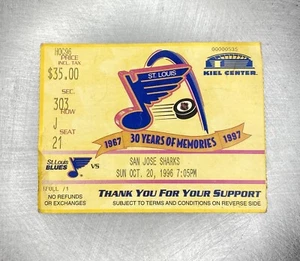 HOC96
PRICE
INCL. TAX
$35.00
SEC.
303
ROW
J
SEAT
21
ST. LOUIS
KIEL CENTER
1967 30 YEARS OF MEMORIES 1997
St. Louis
BLUES VS
SAN JOSE SHARKS
SUN OCT. 20, 1996 7:05PM
NO REFUNDS
OR EXCHANGES
THANK YOU FOR YOUR SUPPORT
SUBJECT TO TERMS AND CONDITIONS ON REVERSE SIDE